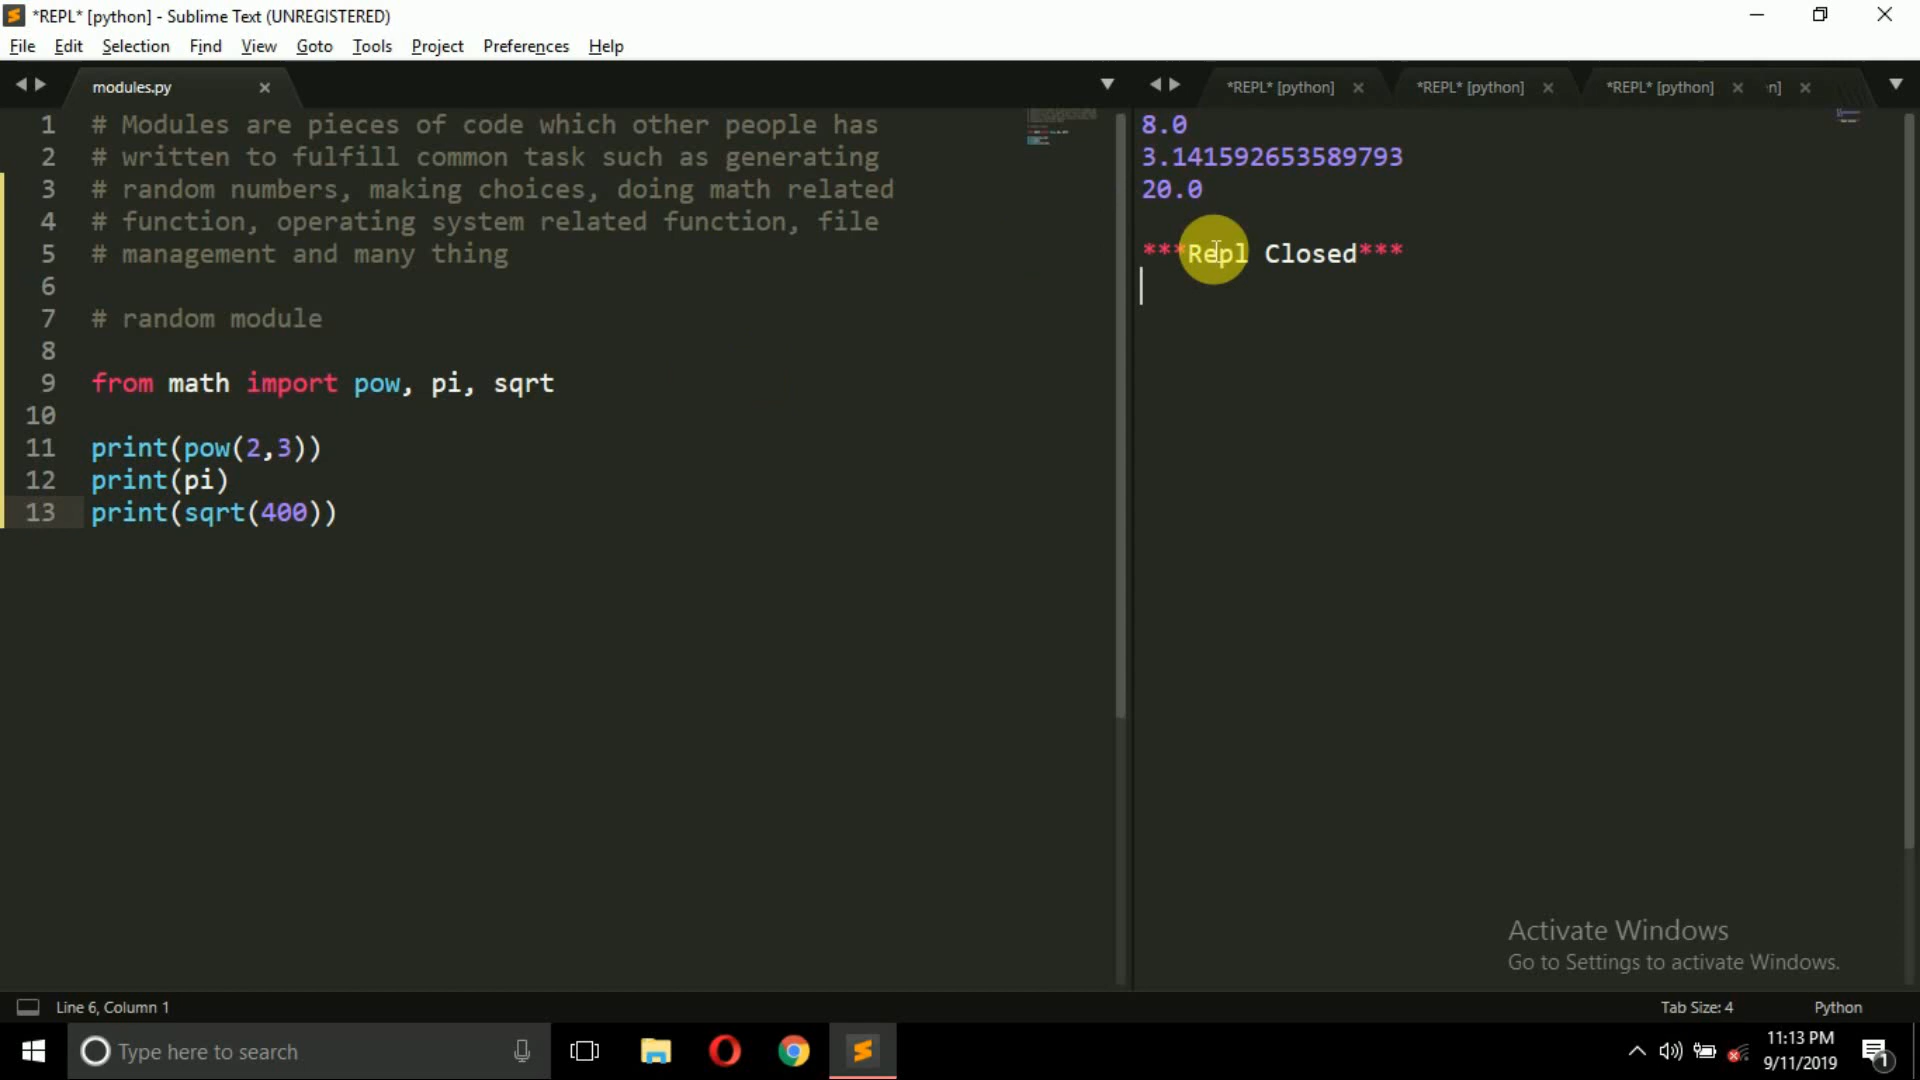 *REPL* [python] - Sublime Text (UNREGISTERED)
File Edit Selection Find View Goto Tools Project Preferences Help
modules.py
*REPL* [python] *REPL* [python] *REPL* [python] n]
1 # Modules are pieces of code which other people has
2 # written to fulfill common task such as generating
3 # random numbers, making choices, doing math related
4 # function, operating system related function, file
5 # management and many thing
6
7 # random module
8
9 from math import pow, pi, sqrt
10
11 print(pow(2,3))
12 print(pi)
13 print(sqrt(400))
8.0
3.141592653589793
20.0
***Repl Closed***
Activate Windows
Go to Settings to activate Windows.
Line 6, Column 1
Tab Size: 4 Python
Type here to search
11:13 PM
9/11/2019
1